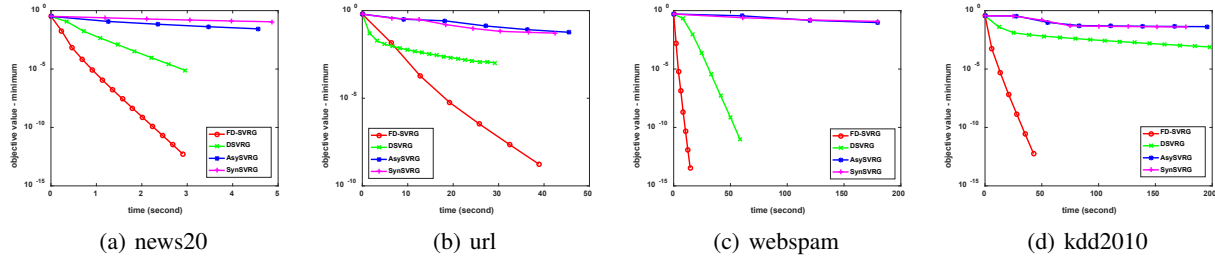 objective value - minimum
10^0
10^-5
10^-10
10^-15
0 1 2 3 4 5
time (second)
FD-SVRG
DSVRG
AsySVRG
SynSVRG
(a) news20
objective value - minimum
10^0
10^-5
10^-10
0 10 20 30 40 50
time (second)
FD-SVRG
DSVRG
AsySVRG
SynSVRG
(b) url
objective value - minimum
10^0
10^-5
10^-10
10^-15
0 50 100 150 200
time (second)
FD-SVRG
DSVRG
AsySVRG
SynSVRG
(c) webspam
objective value - minimum
10^0
10^-5
10^-10
10^-15
0 50 100 150 200
time (second)
FD-SVRG
DSVRG
AsySVRG
SynSVRG
(d) kdd2010